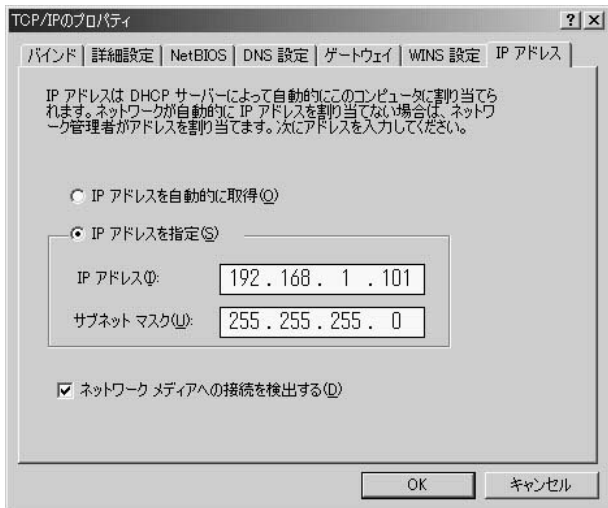 TCP/IPのプロパティ
バインド 詳細設定 NetBIOS DNS 設定 ゲートウェイ WINS 設定 IP アドレス
IP アドレスは DHCP サーバーによって自動的にこのコンピュータに割り当てら
れます。ネットワークが自動的に IP アドレスを割り当てない場合は、ネットワ
ーク管理者がアドレスを割り当てます。次にアドレスを入力してください。
IP アドレスを自動的に取得(O)
IP アドレスを指定(S)
IP アドレス(I): 192.168. 1 .101
サブネット マスク(U): 255.255.255. 0
ネットワーク メディアへの接続を検出する(D)
OK キャンセル